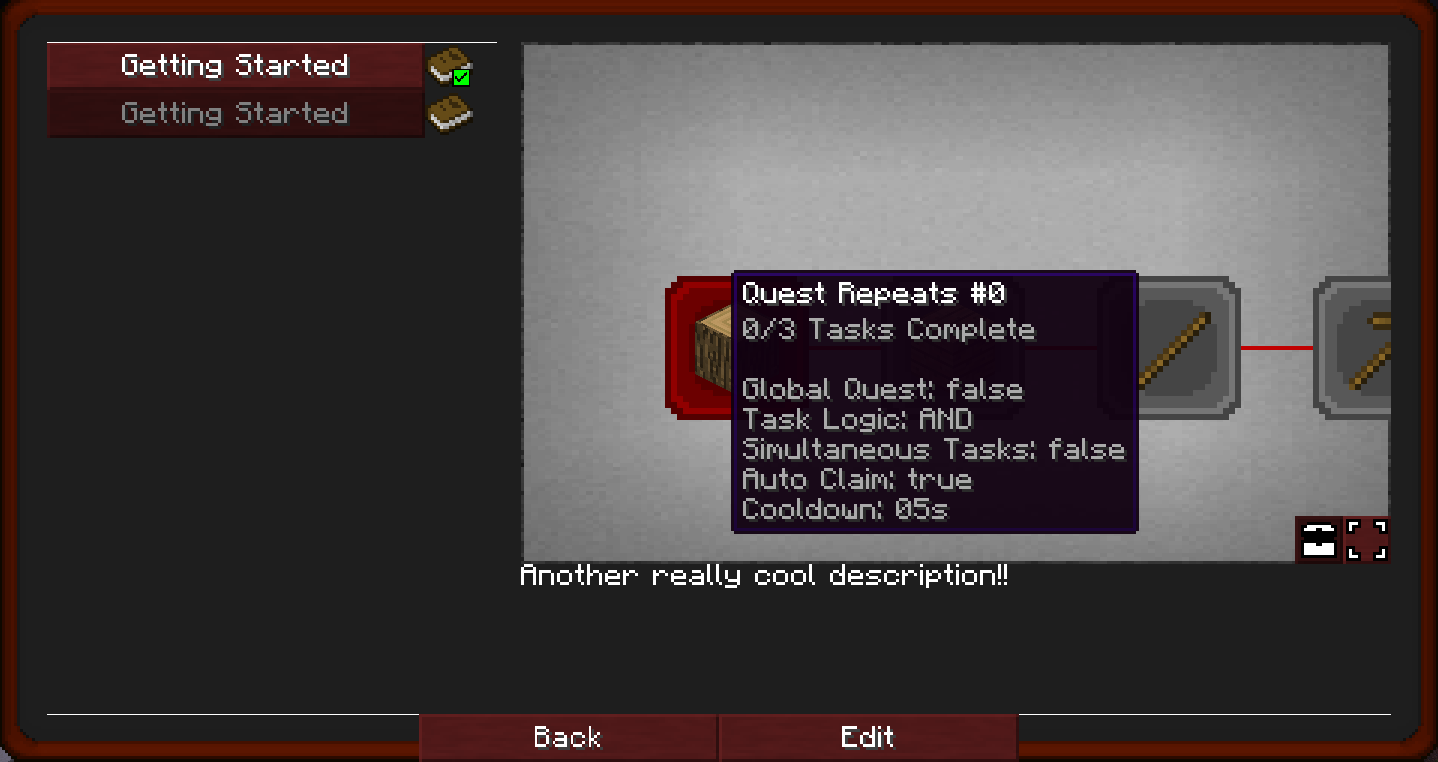 Getting Started
Getting Started
Quest Repeats #0
0/3 Tasks Complete
Global Quest: false
Task Logic: AND
Simultaneous Tasks: false
Auto Claim: true
Cooldown: 05s
Another really cool description!!
Back
Edit